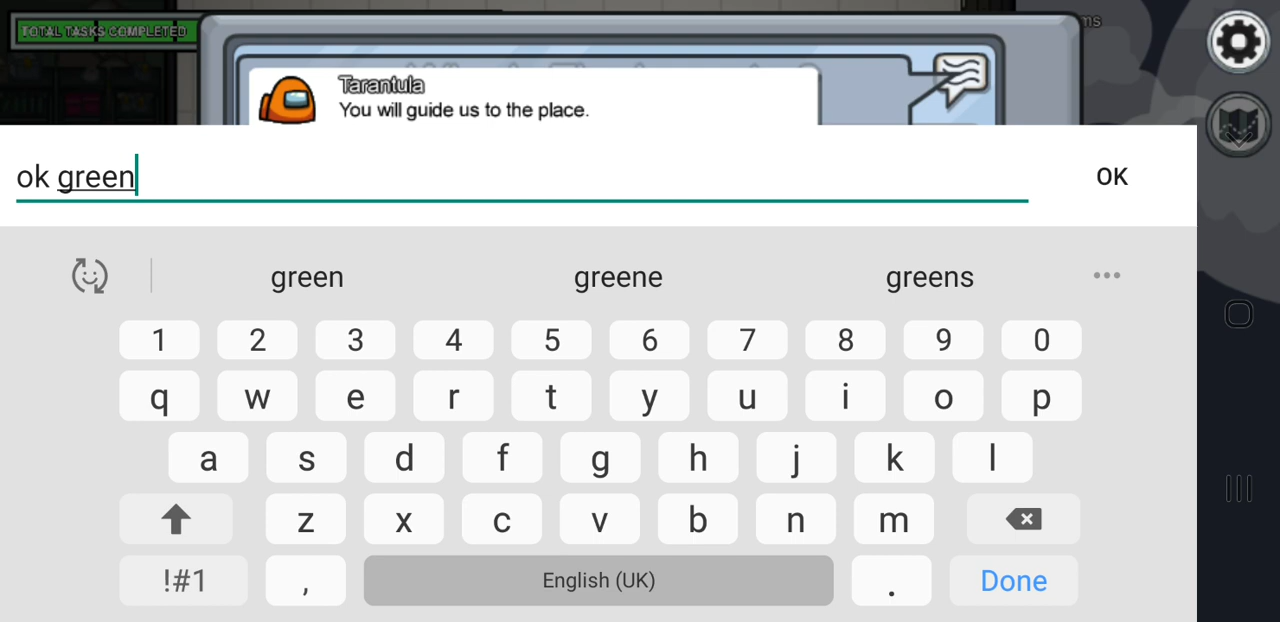 TOTAL TASKS COMPLETED
ms
Tarantula
You will guide us to the place.
ok green
OK
green greene greens
1 2 3 4 5 6 7 8 9 0
q w e r t y u i o p
a s d f g h j k l
z x c v b n m
!#1 , English (UK) . Done